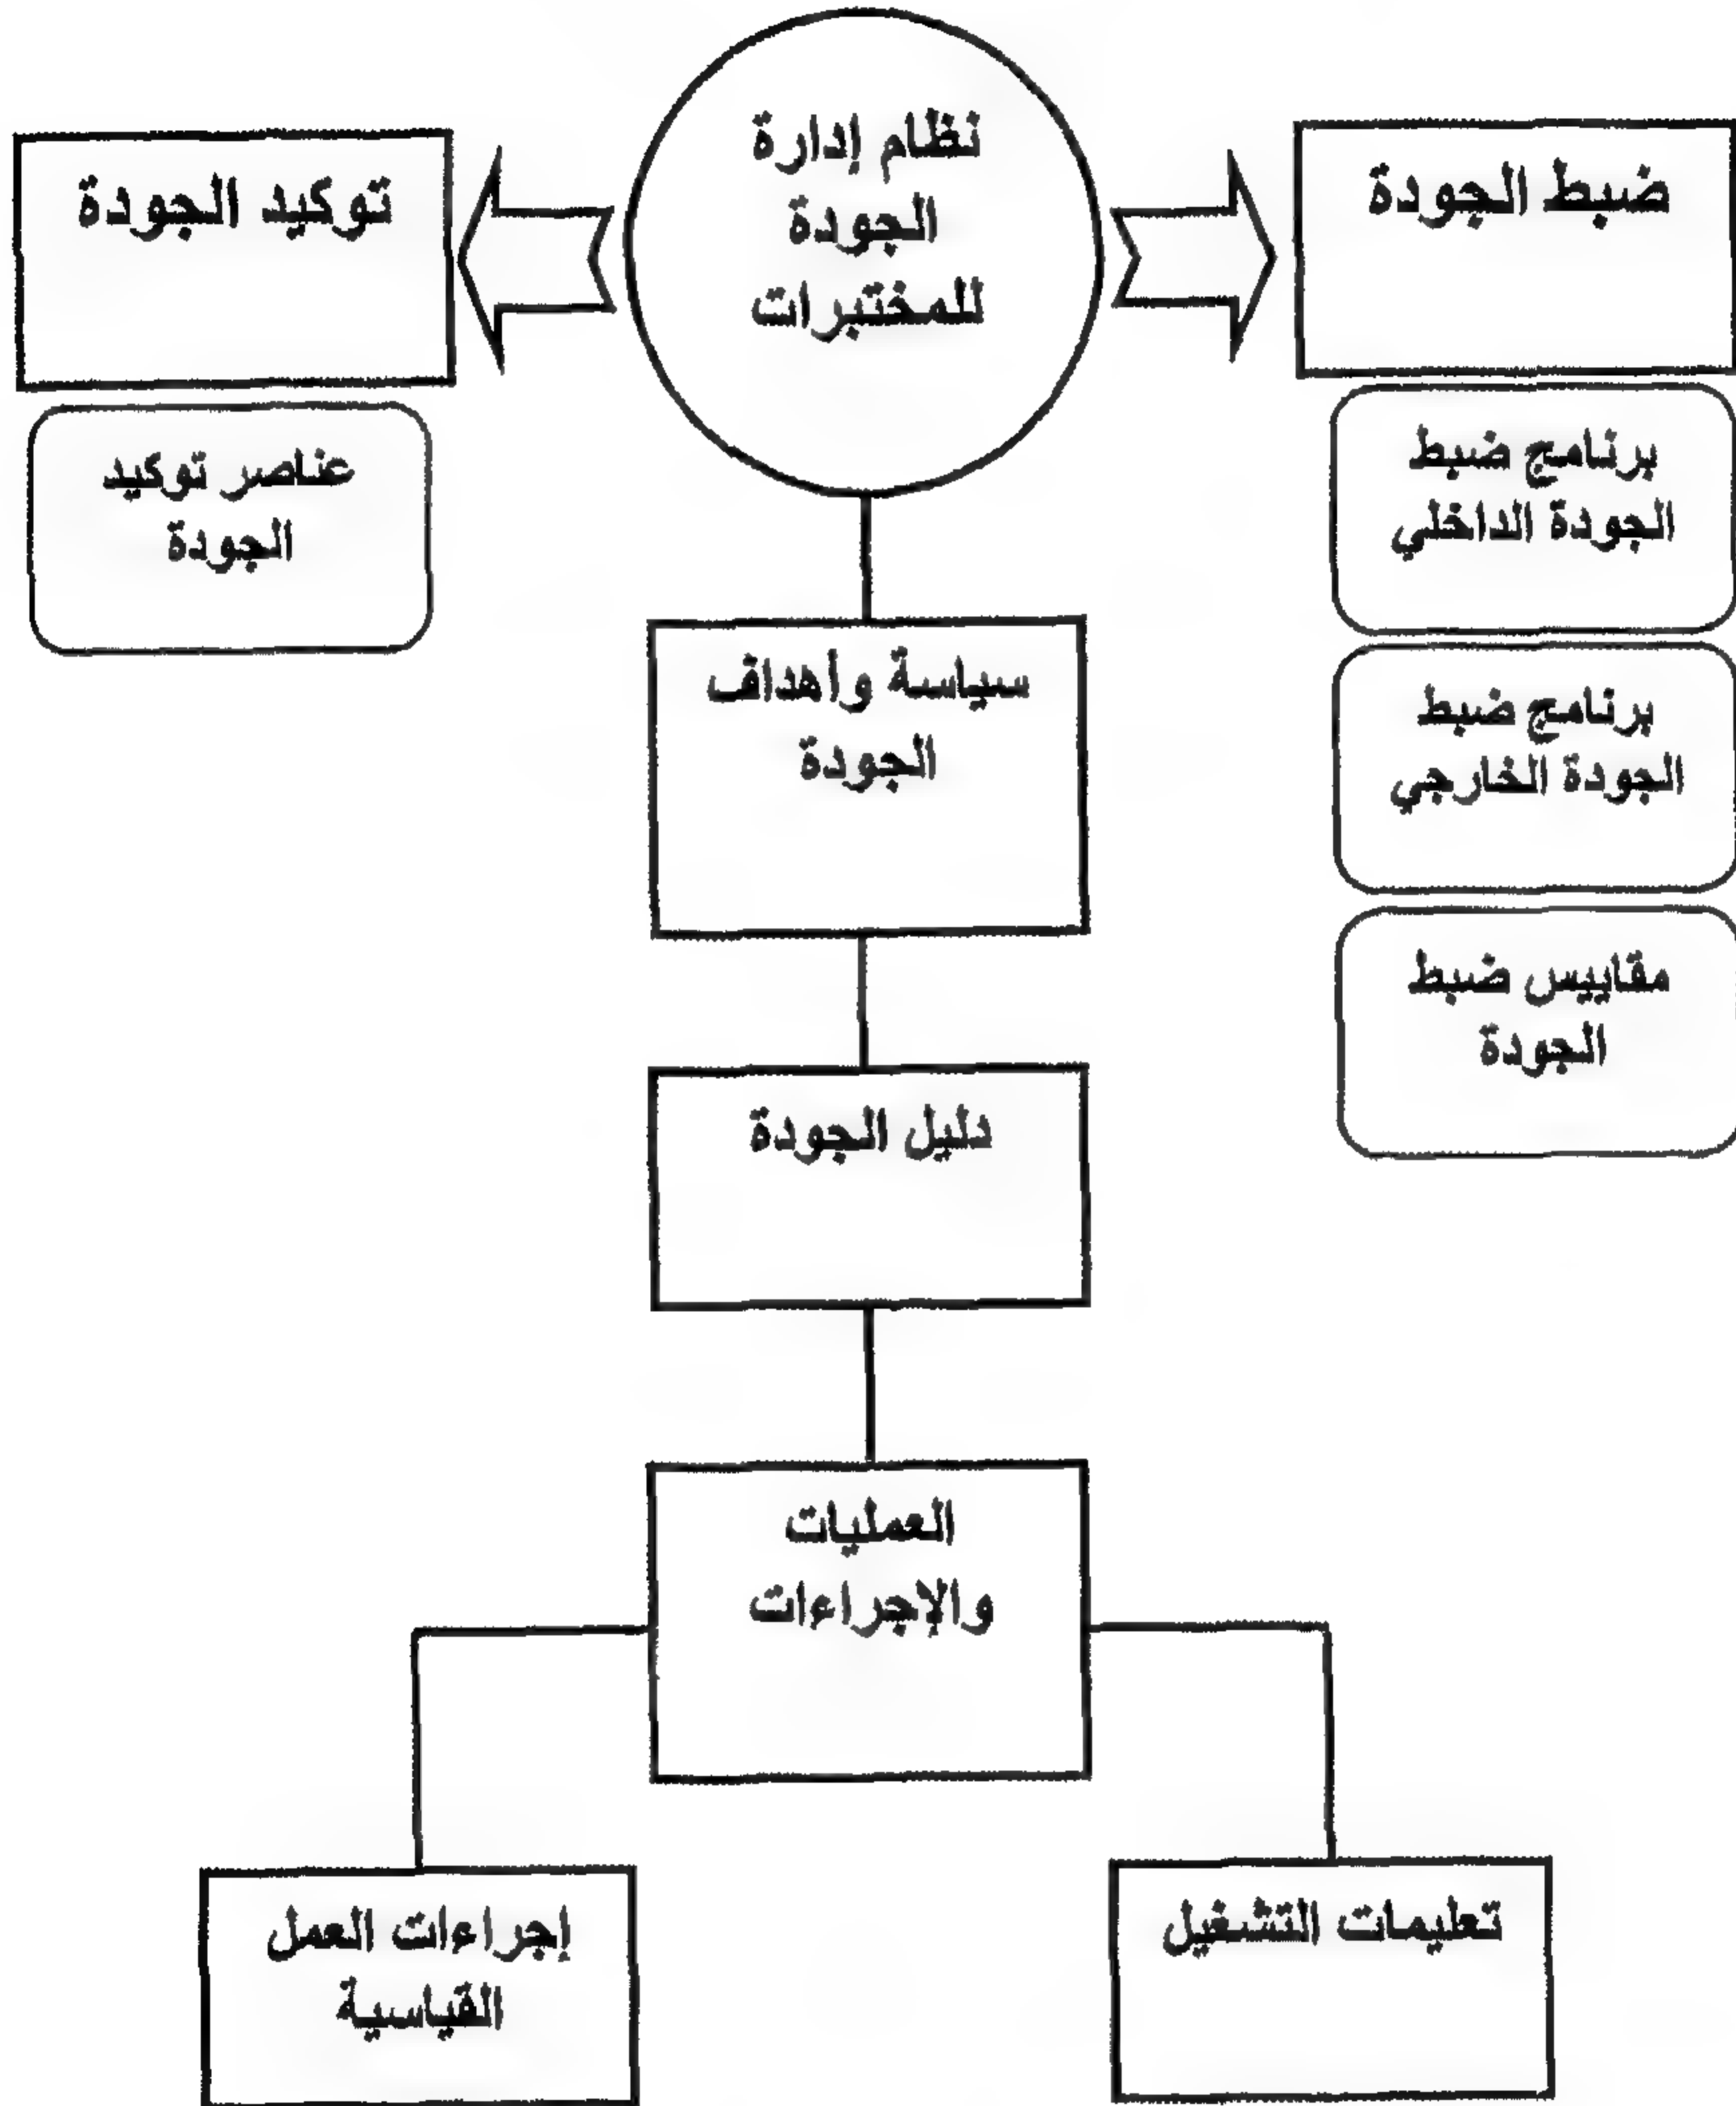 نظام إدارة
الجودة
للمختبرات
ضبط الجودة
برنامج ضبط
الجودة الداخلي
برنامج ضبط
الجودة الخارجي
مقاييس ضبط
الجودة
توكيد الجودة
عناصر توكيد
الجودة
سياسة وأهداف
الجودة
دليل الجودة
العمليات
والإجراءات
تعليمات التشغيل
إجراءات العمل
القياسية